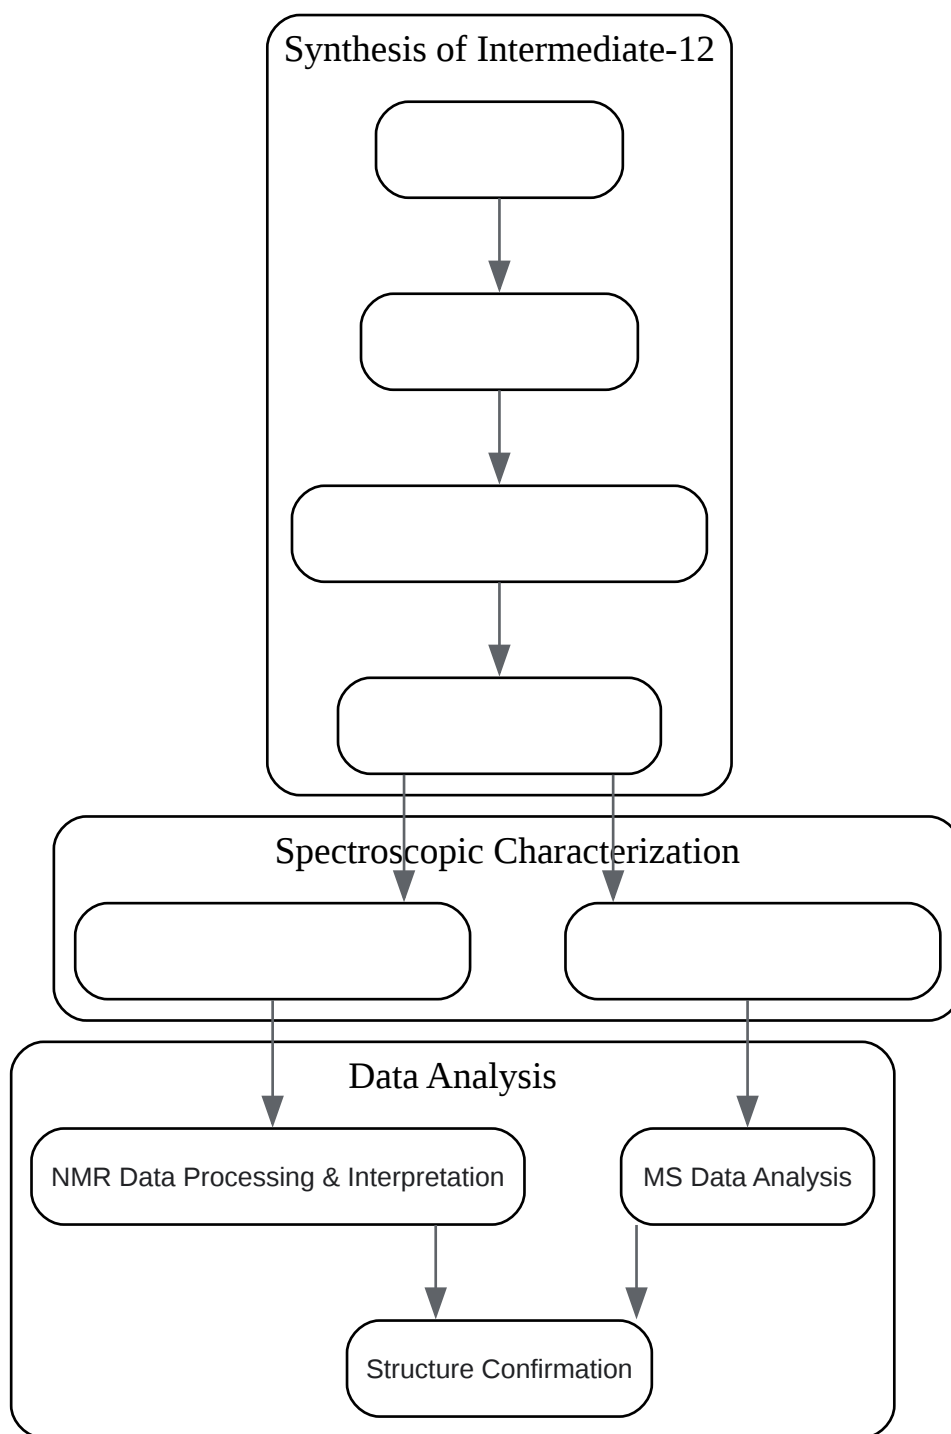 Synthesis of Intermediate-12
Spectroscopic Characterization
Data Analysis
NMR Data Processing & Interpretation
MS Data Analysis
Structure Confirmation